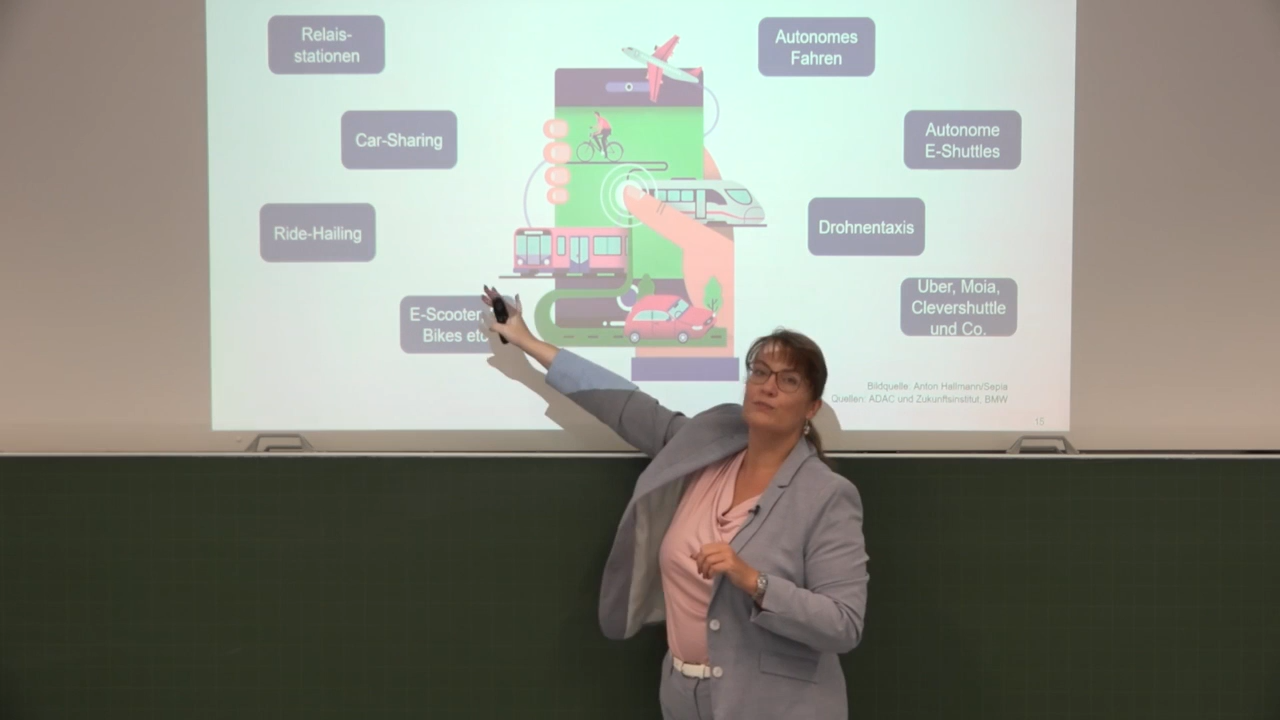 Relais-
stationen
Car-Sharing
Ride-Hailing
E-Scooter
Bikes etc
Autonomes
Fahren
Autonome
E-Shuttles
Drohnentaxis
Uber, Moia,
Clevershuttle
und Co.
Bildquelle: Anton Hallmann/Sepia
Quellen: ADAC und Zukunftsinstitut, BMW
15